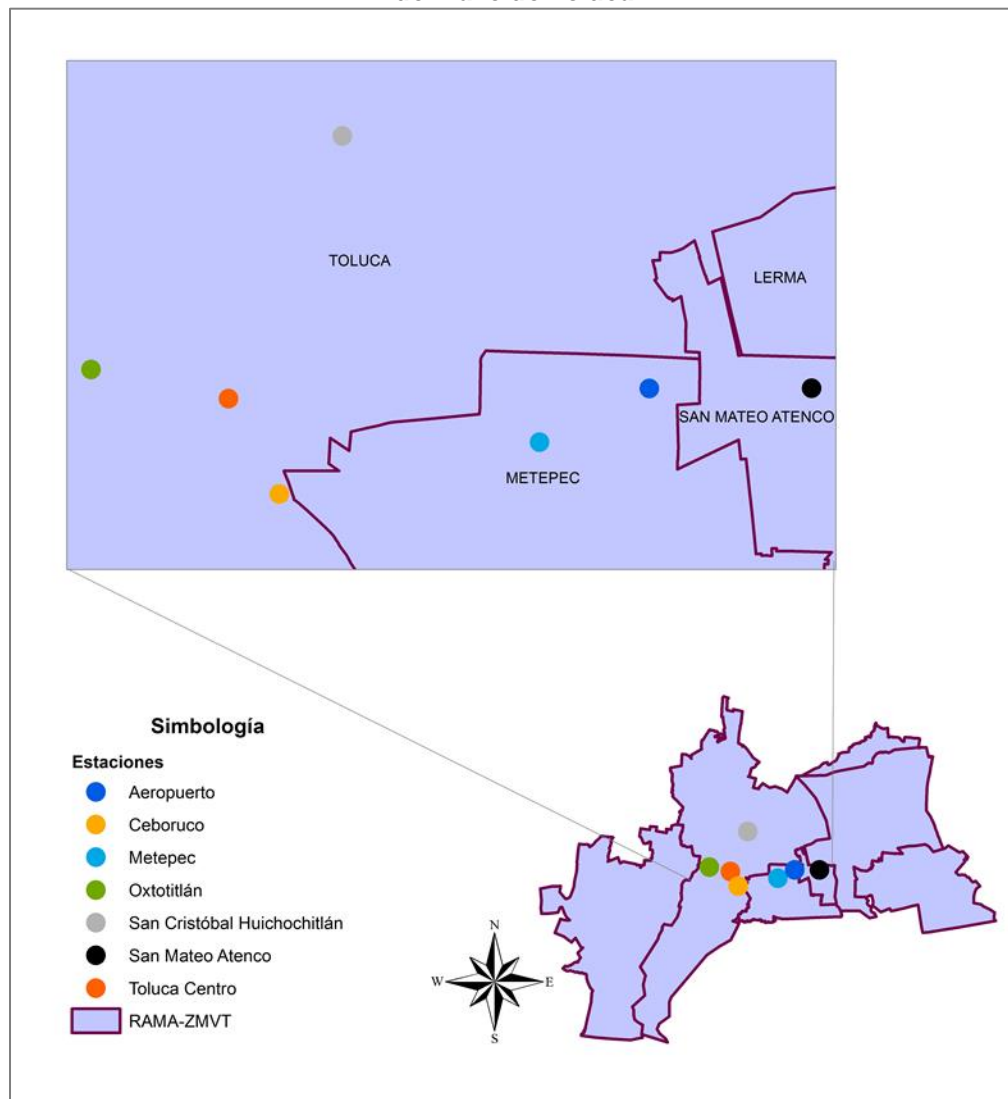 TOLUCA
LERMA
SAN MATEO ATENCO
METEPEC
Simbología
Estaciones
Aeropuerto
Ceboruco
Metepec
Oxtotitlán
San Cristóbal Huichochitlán
San Mateo Atenco
Toluca Centro
RAMA-ZMVT
N
W
E
S